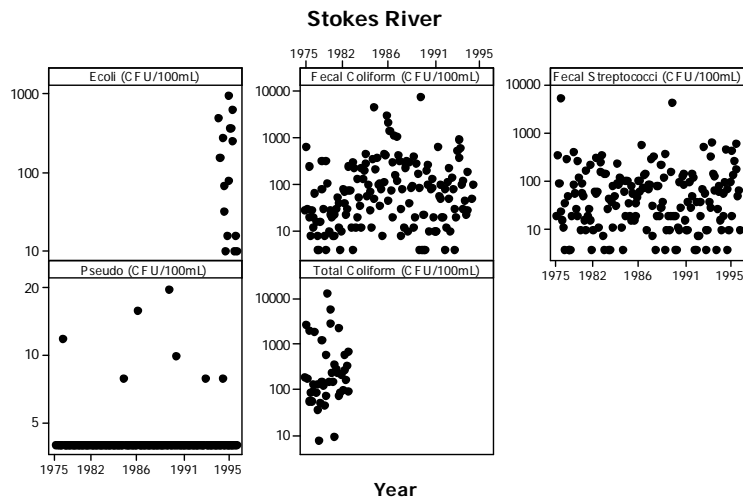 Stokes River
1975 1982 1986 1991 1995
Ecoli (CFU/100mL)
Fecal Coliform (CFU/100mL)
Fecal Streptococci (CFU/100mL)
1000
100
10
10000
1000
100
10
10000
1000
100
10
1975 1982 1986 1991 1995
Pseudo (CFU/100mL)
Total Coliform (CFU/100mL)
20
10
5
10000
1000
100
10
1975 1982 1986 1991 1995
Year